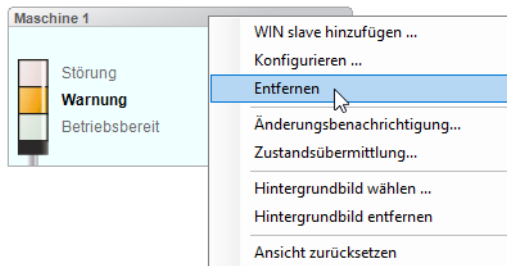 Maschine 1
Störung
Warnung
Betriebsbereit
WIN slave hinzufügen ...
Konfigurieren ...
Entfernen
Änderungsbenachrichtigung...
Zustandsübermittlung...
Hintergrundbild wählen ...
Hintergrundbild entfernen
Ansicht zurücksetzen